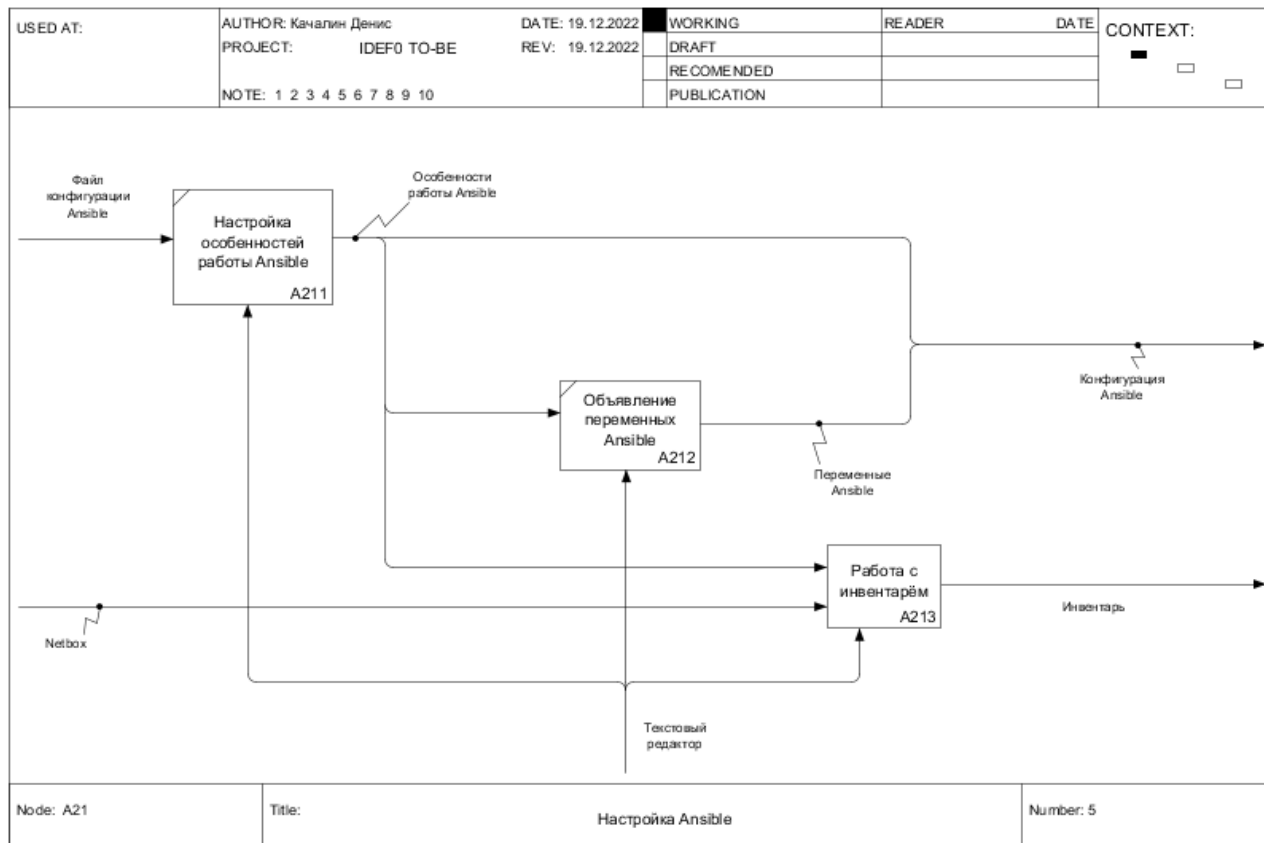 USED AT:
AUTHOR: Качалин Денис
DATE: 19.12.2022
PROJECT: IDEF0 TO-BE
REV: 19.12.2022
NOTE: 1 2 3 4 5 6 7 8 9 10
WORKING
DRAFT
RECOMENDED
PUBLICATION
READER DATE
CONTEXT:
Файл
конфигурации
Ansible
Настройка
особенностей
работы Ansible
A211
Особенности
работы Ansible
Объявление
переменных
Ansible
A212
Переменные
Ansible
Конфигурация
Ansible
Работа с
инвентарём
A213
Инвентарь
Netbox
Текстовый
редактор
Node: A21
Title:
Настройка Ansible
Number: 5